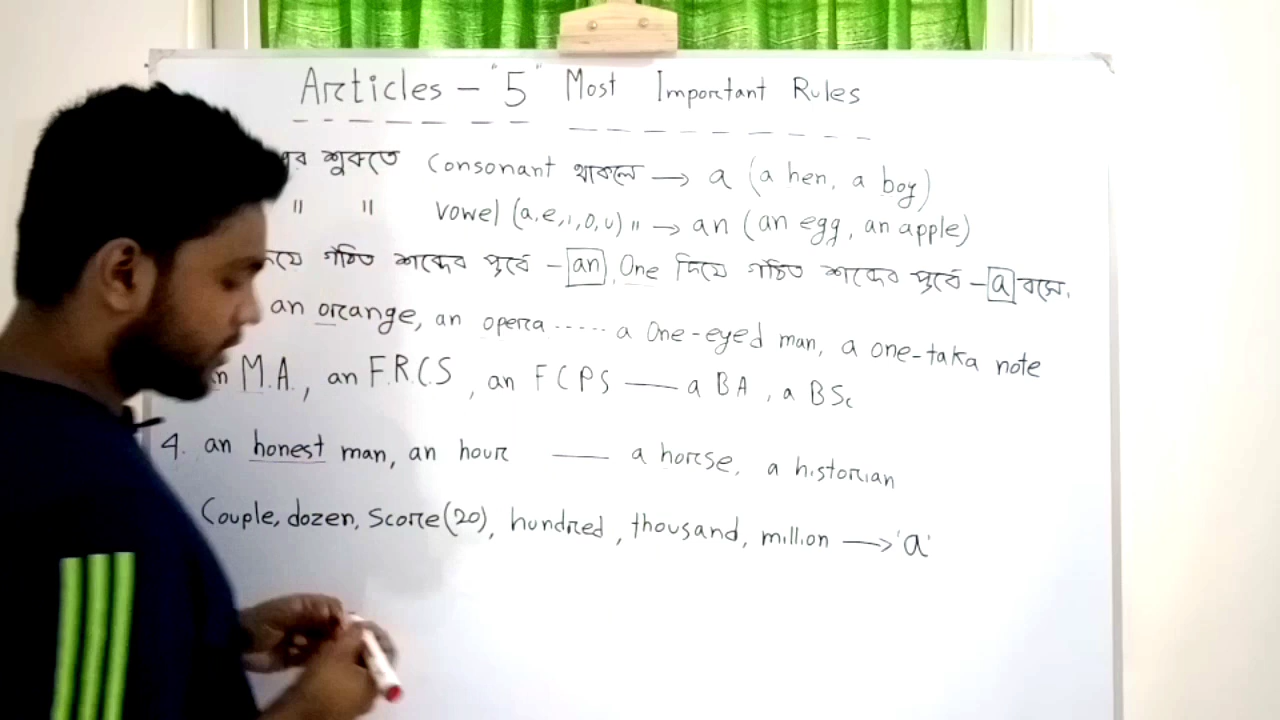 Articles - "5" Most Important Rules
শুরুতে Consonant থাকলে → a (a hen, a boy)
" " vowel (a, e, i, o, u) " → an (an egg, an apple)
গঠিত শব্দের পূর্বে - an, One দিয়ে গঠিত শব্দের পূর্বে - a বসে।
an orange, an opera ..... a One-eyed man, a one-taka note
M.A., an F.R.C.S, an FCPS — a BA, a BSc
4. an honest man, an hour — a horse, a historian
Couple, dozen, Score(20), hundred, thousand, million → 'a'